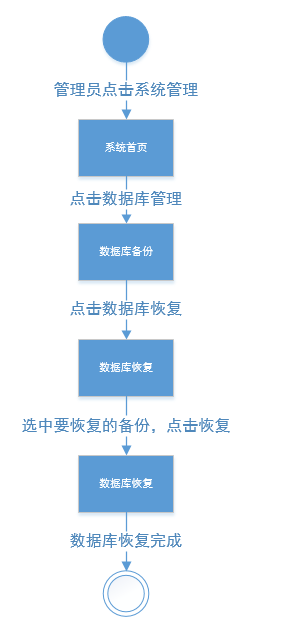 管理员点击系统管理
系统首页
点击数据库管理
数据库备份
点击数据库恢复
数据库恢复
选中要恢复的备份，点击恢复
数据库恢复
数据库恢复完成